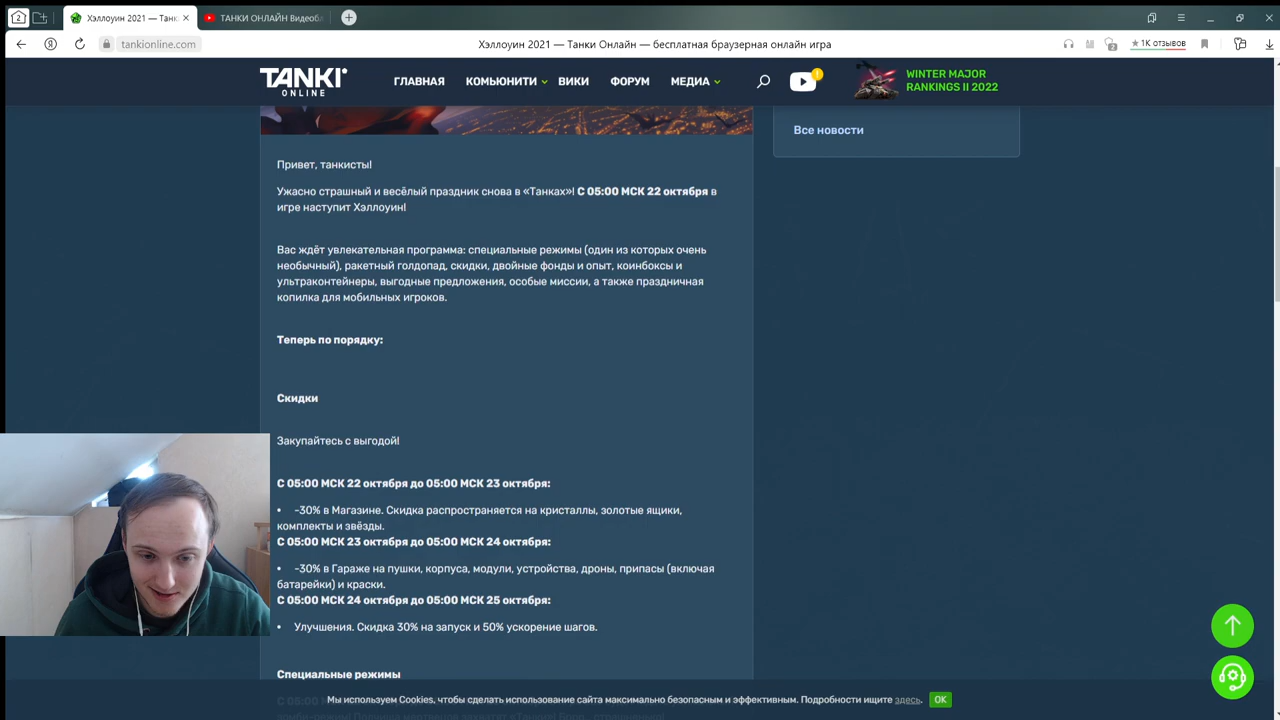 2
Хэллоуин 2021 — Танк
ТАНКИ ОНЛАЙН Видеобл
tankionline.com
Хэллоуин 2021 — Танки Онлайн — бесплатная браузерная онлайн игра
★ 1К отзывов
2
TANKI ONLINE
ГЛАВНАЯ
КОМЬЮНИТИ
ВИКИ
ФОРУМ
МЕДИА
WINTER MAJOR
RANKINGS II 2022
Все новости
Привет, танкисты!
Ужасно страшный и весёлый праздник снова в «Танках»! С 05:00 МСК 22 октября в
игре наступит Хэллоуин!
Вас ждёт увлекательная программа: специальные режимы (один из которых очень
необычный), ракетный голдопад, скидки, двойные фонды и опыт, коинбоксы и
ультраконтейнеры, выгодные предложения, особые миссии, а также праздничная
копилка для мобильных игроков.
Теперь по порядку:
Скидки
Закупайтесь с выгодой!
С 05:00 МСК 22 октября до 05:00 МСК 23 октября:
• -30% в Магазине. Скидка распространяется на кристаллы, золотые ящики,
комплекты и звёзды.
С 05:00 МСК 23 октября до 05:00 МСК 24 октября:
• -30% в Гараже на пушки, корпуса, модули, устройства, дроны, припасы (включая
батарейки) и краски.
С 05:00 МСК 24 октября до 05:00 МСК 25 октября:
• Улучшения. Скидка 30% на запуск и 50% ускорение шагов.
Специальные режимы
Мы используем Cookies, чтобы сделать использование сайта максимально безопасным и эффективным. Подробности ищите здесь.
OK